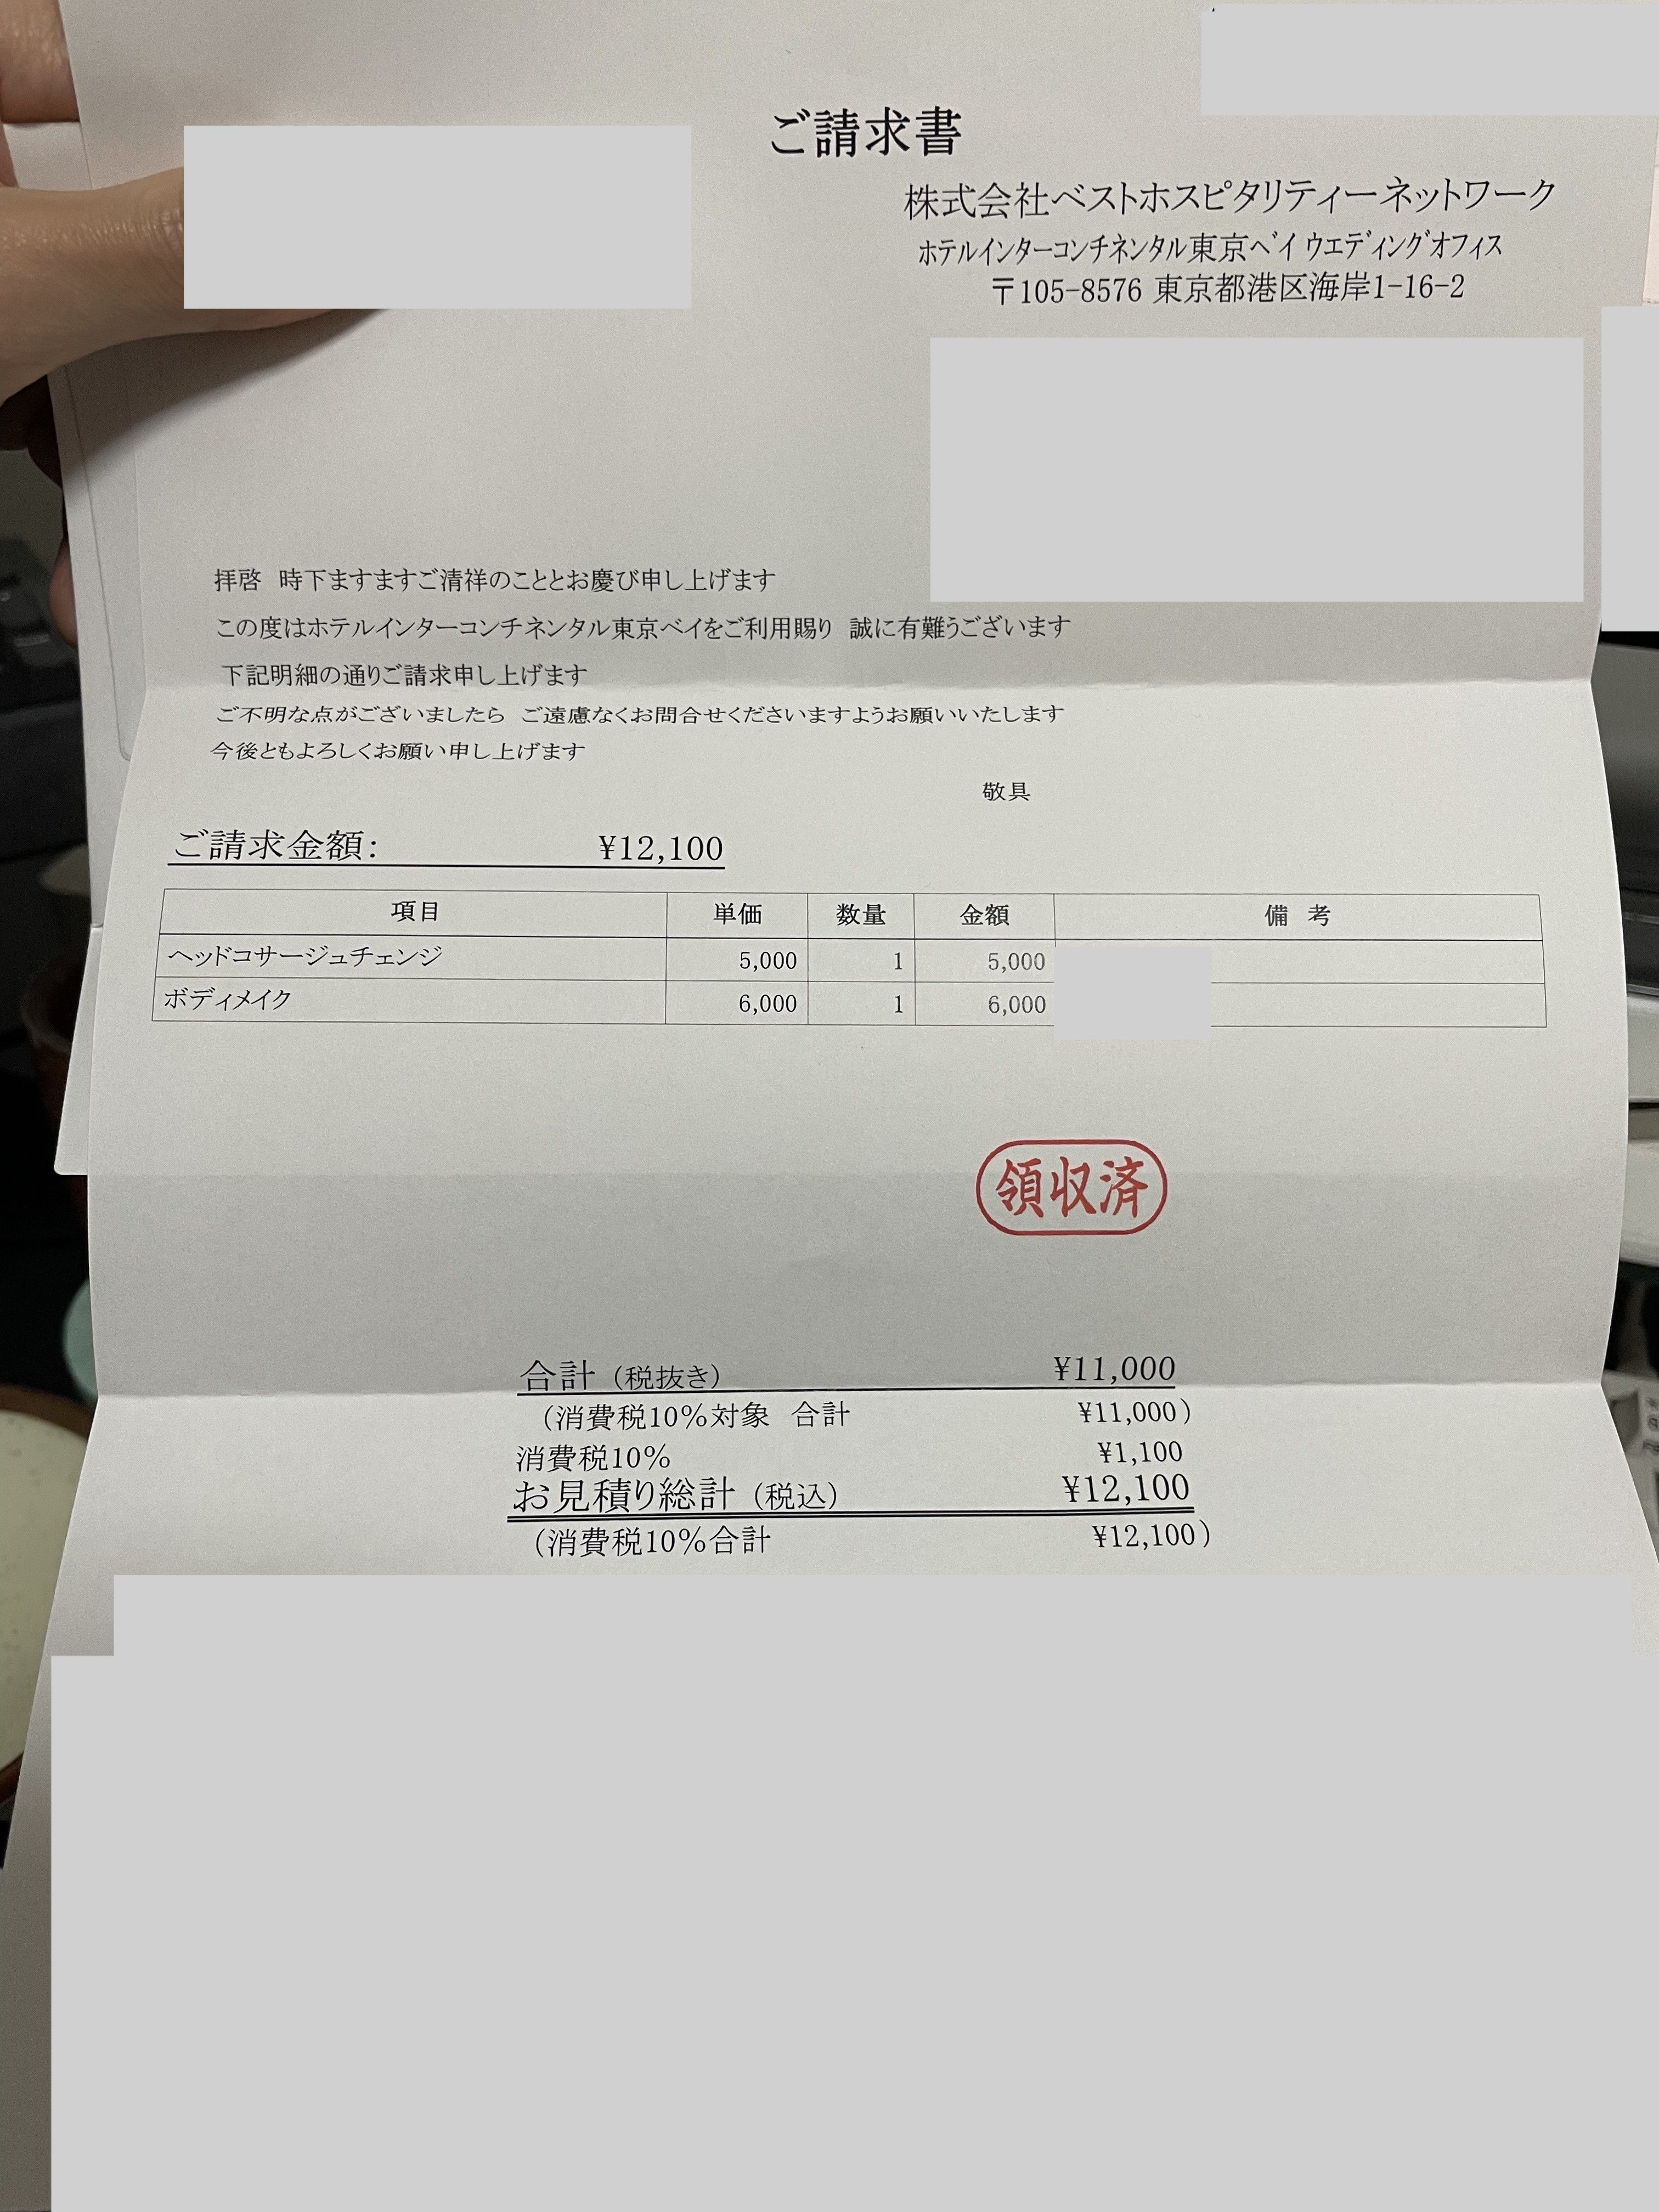 ご請求書
株式会社ベストホスピタリティーネットワーク
ホテルインターコンチネンタル東京ベイ ウエディングオフィス
〒105-8576 東京都港区海岸1-16-2
拝啓 時下ますますご清祥のこととお慶び申し上げます
この度はホテルインターコンチネンタル東京ベイをご利用賜り 誠に有難うございます
下記明細の通りご請求申し上げます
ご不明な点がございましたら ご遠慮なくお問合せくださいますようお願いいたします
今後ともよろしくお願い申し上げます
敬具
ご請求金額: ¥12,100
項目 単価 数量 金額 備 考
ヘッドコサージュチェンジ 5,000 1 5,000
ボディメイク 6,000 1 6,000
領収済
合計 (税抜き) ¥11,000
(消費税10%対象 合計 ¥11,000)
消費税10% ¥1,100
お見積り総計 (税込) ¥12,100
(消費税10%合計 ¥12,100)